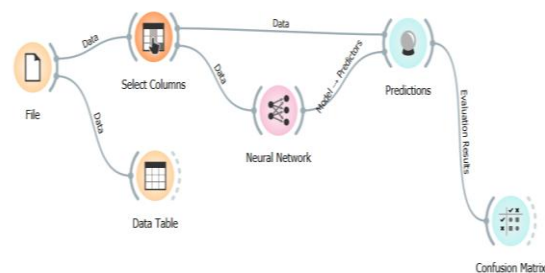 Data
Data
Select Columns
File
Data
Data
Model → Predictors
Predictions
Neural Network
Data Table
Evaluation Results
Confusion Matrix